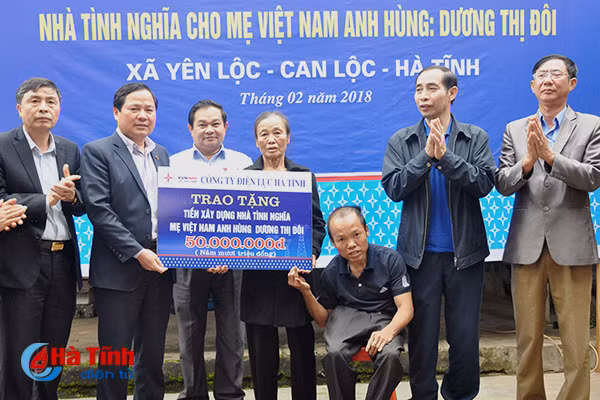 NHÀ TÌNH NGHĨA CHO MẸ VIỆT NAM ANH HÙNG: DƯƠNG THỊ ĐÔI
XÃ YÊN LỘC - CAN LỘC - HÀ TĨNH
Tháng 02 năm 2018
CÔNG TY ĐIỆN LỰC HÀ TĨNH
TRAO TẶNG
TIỀN XÂY DỰNG NHÀ TÌNH NGHĨA
MẸ VIỆT NAM ANH HÙNG DƯƠNG THỊ ĐÔI
50.000.000đ
( Năm mươi triệu đồng)
Hà Tĩnh
điện tử